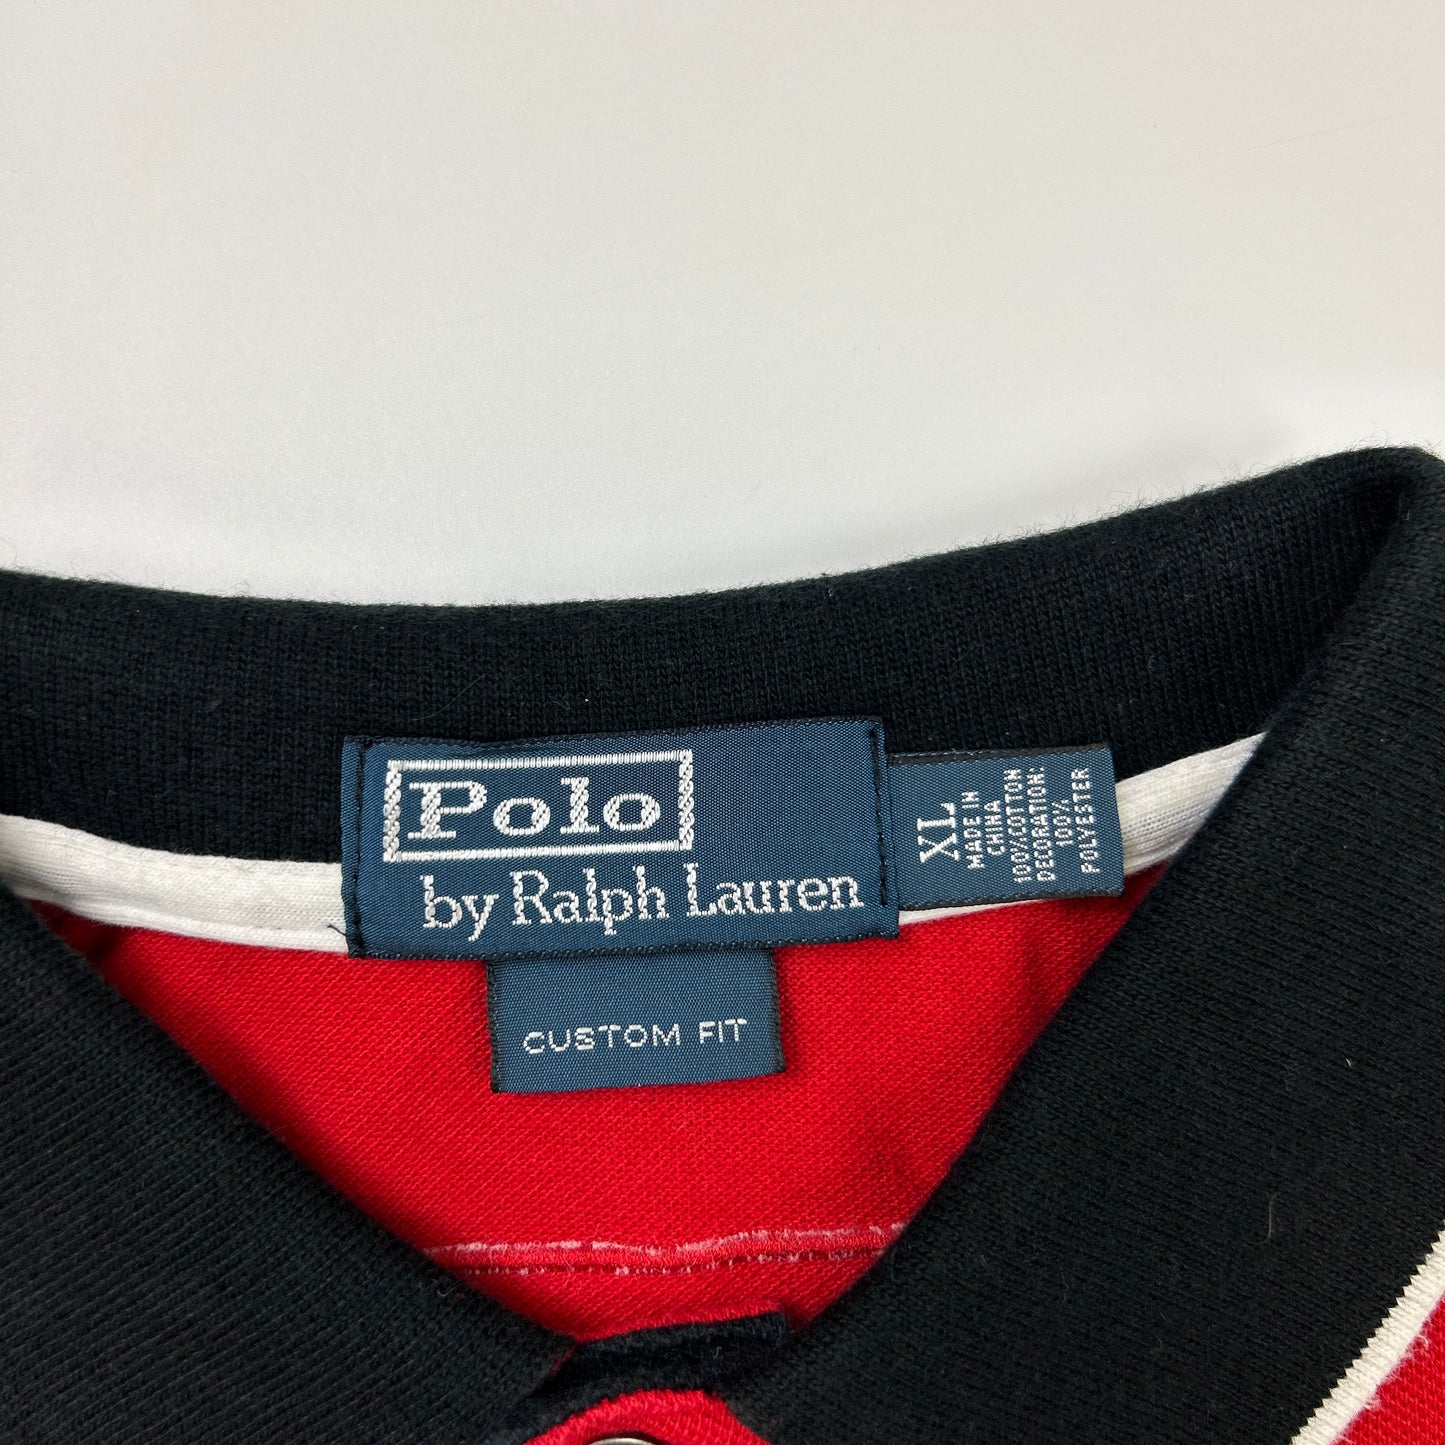 Polo
by Ralph Lauren
CUSTOM FIT
XL
MADE IN
CHINA
100% COTTON
DECORATION:
100%
POLYESTER